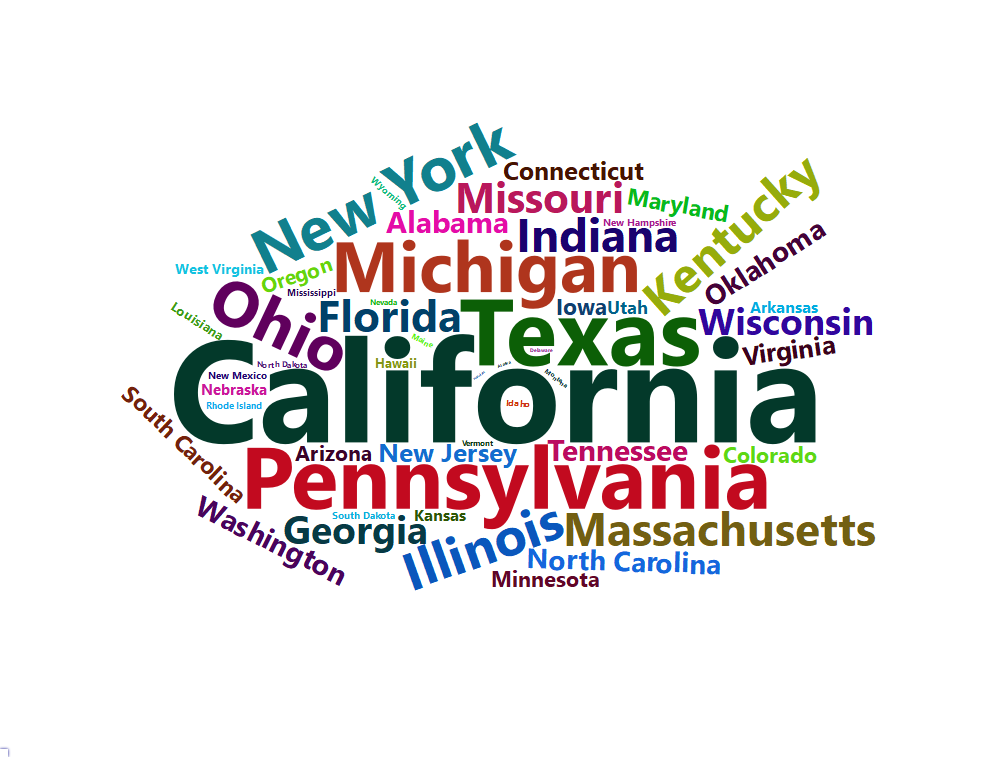 New York
Connecticut
Wyoming
Missouri
Maryland
Kentucky
Alabama
New Hampshire
Indiana
Michigan
Oklahoma
West Virginia
Oregon
Mississippi
Ohio
Nevada
Florida
Texas
Iowa
Utah
Arkansas
Wisconsin
Louisiana
Maine
Delaware
Virginia
North Dakota
Hawaii
New Mexico
Nebraska
Rhode Island
California
Idaho
South Carolina
Vermont
Arizona
New Jersey
Tennessee
Colorado
Pennsylvania
South Dakota
Kansas
Washington
Georgia
Illinois
Massachusetts
North Carolina
Minnesota